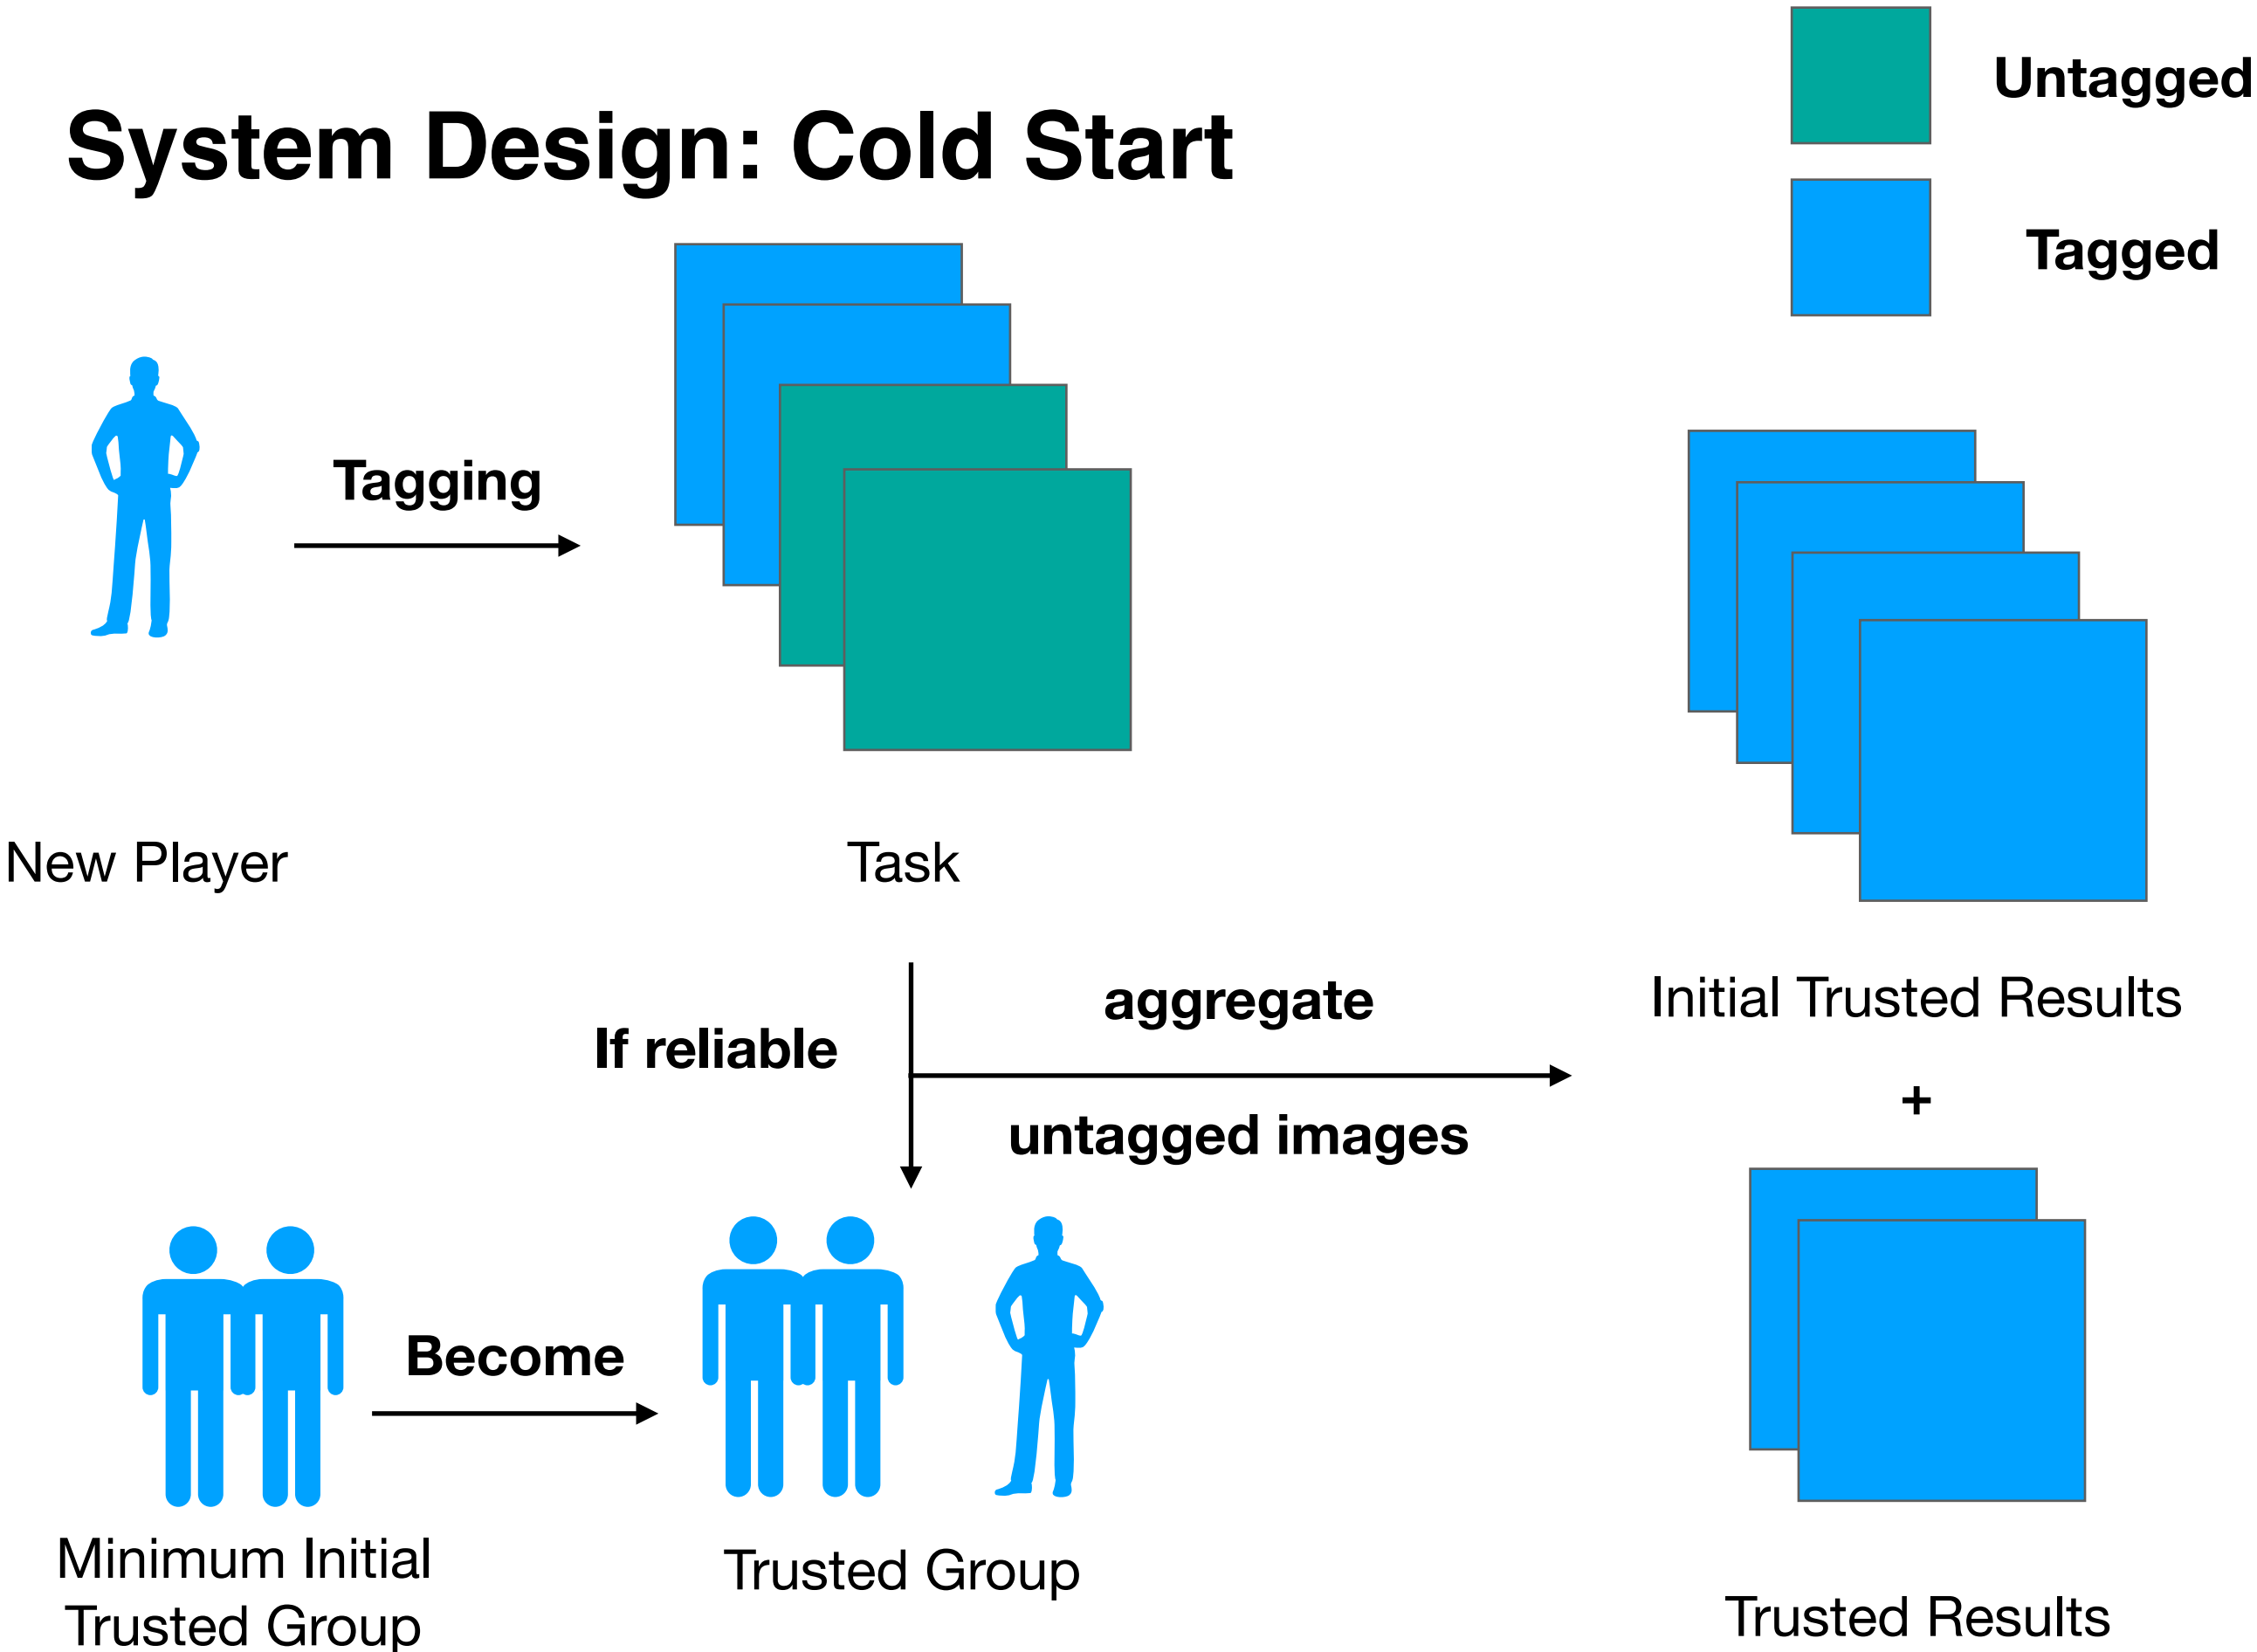 Untagged
System Design: Cold Start
Tagged
Tagging
New Player
Task
Initial Trusted Results
If reliable
aggregate
untagged images
+
Become
Minimum Initial
Trusted Group
Trusted Group
Trusted Results